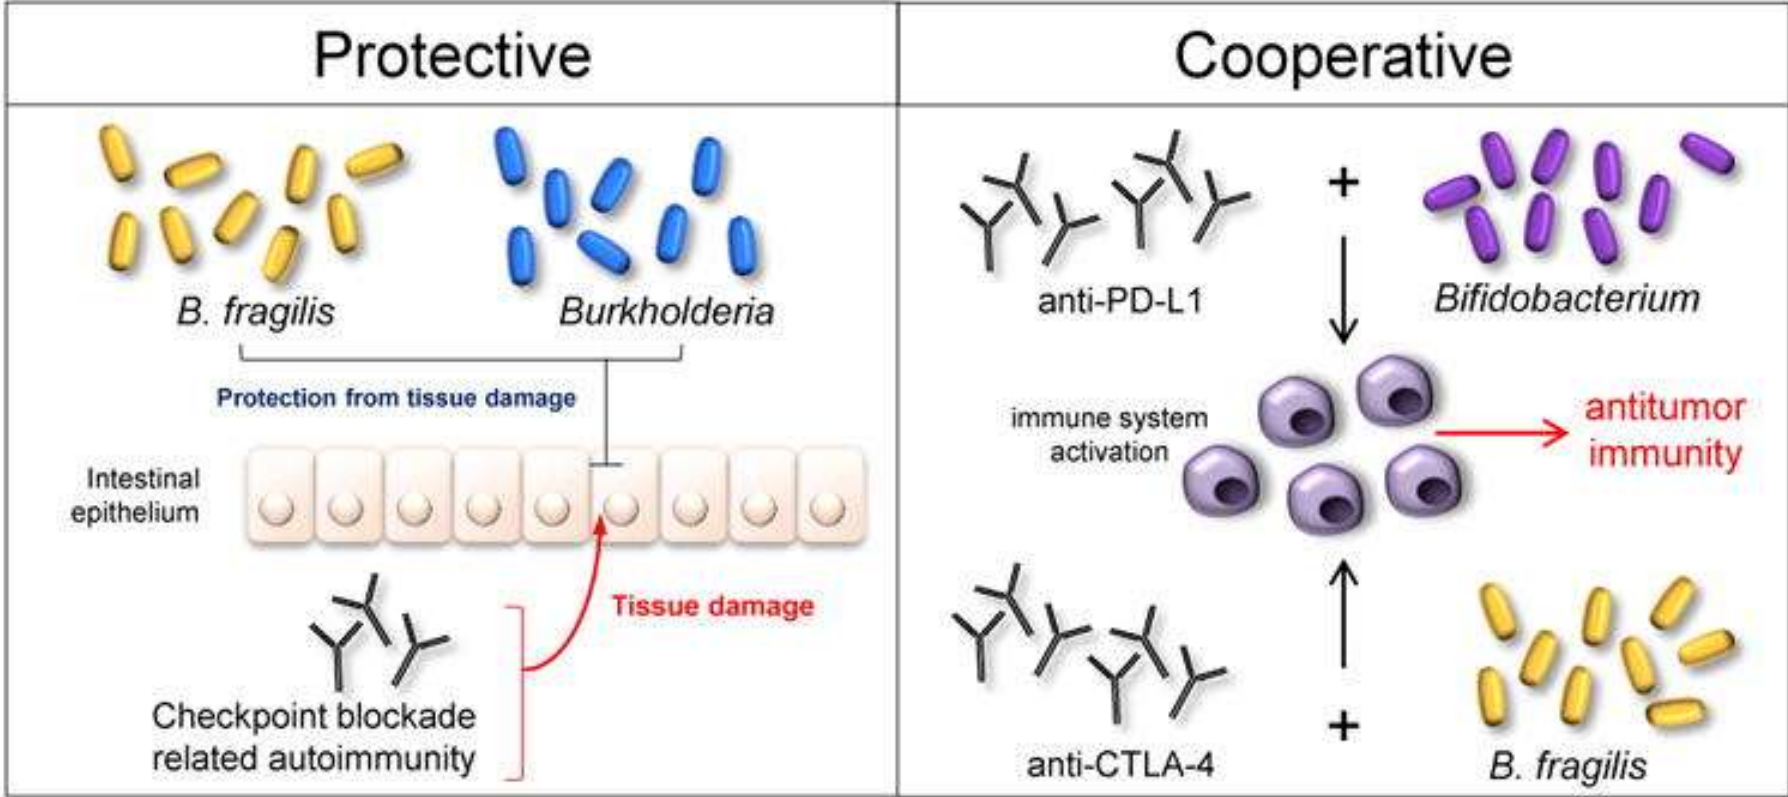 Protective
B. fragilis
Burkholderia
Protection from tissue damage
Intestinal
epithelium
Tissue damage
Checkpoint blockade
related autoimmunity
Cooperative
+
anti-PD-L1
Bifidobacterium
immune system
activation
antitumor
immunity
+
anti-CTLA-4
B. fragilis